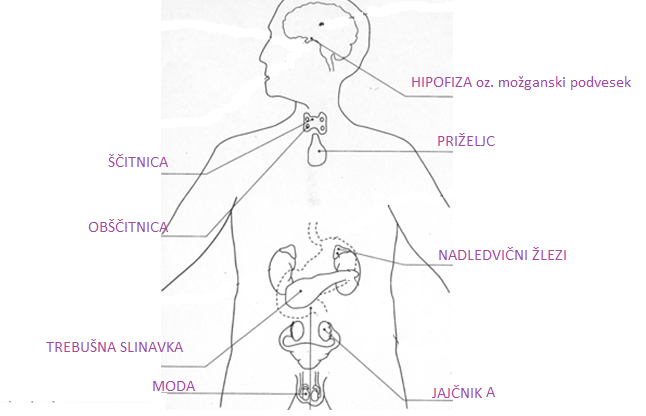 HIPOFIZA oz. možganski podvesek
PRIŽELJC
ŠČITNICA
OBŠČITNICA
NADLEDVIČNI ŽLEZI
TREBUŠNA SLINAVKA
MODA
JAJČNIK A